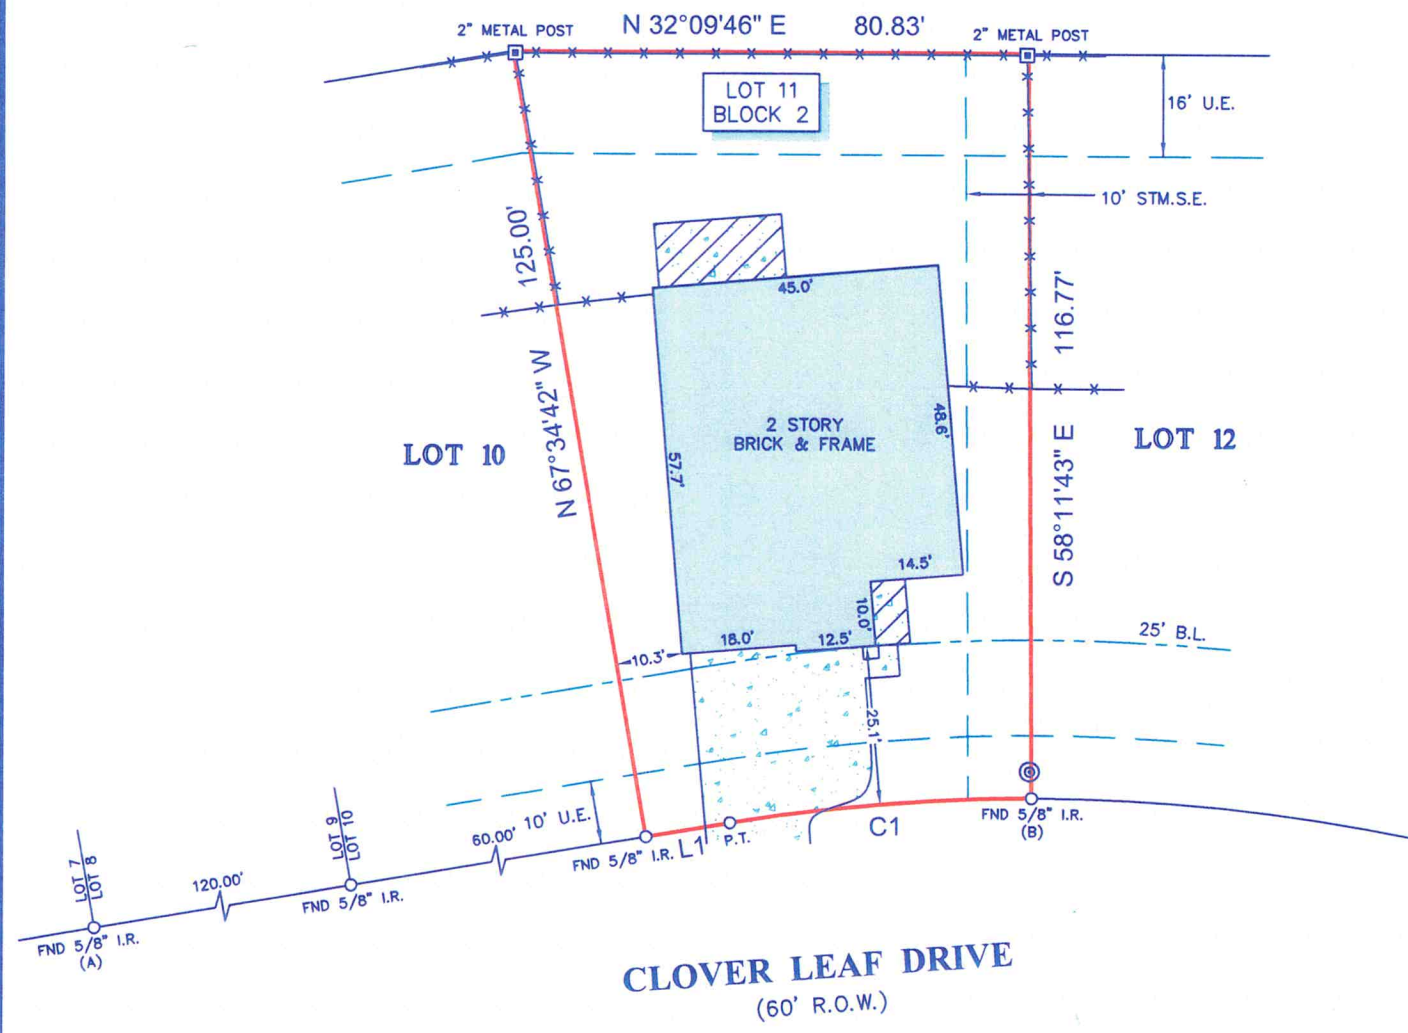 N 32°09'46" E 80.83'
2" METAL POST
2" METAL POST
LOT 11
BLOCK 2
16' U.E.
10' STM.S.E.
125.00'
45.0'
116.77'
N 67°34'42" W
2 STORY
BRICK & FRAME
48.6'
LOT 10
LOT 12
57.7'
S 58°11'43" E
14.5'
10.0'
18.0'
12.5'
25' B.L.
10.3'
25.1'
LOT 9
LOT 10
60.00'
10' U.E.
FND 5/8" I.R.
L1
P.T.
C1
FND 5/8" I.R.
(B)
LOT 7
LOT 8
120.00'
FND 5/8" I.R.
FND 5/8" I.R.
(A)
CLOVER LEAF DRIVE
(60' R.O.W.)